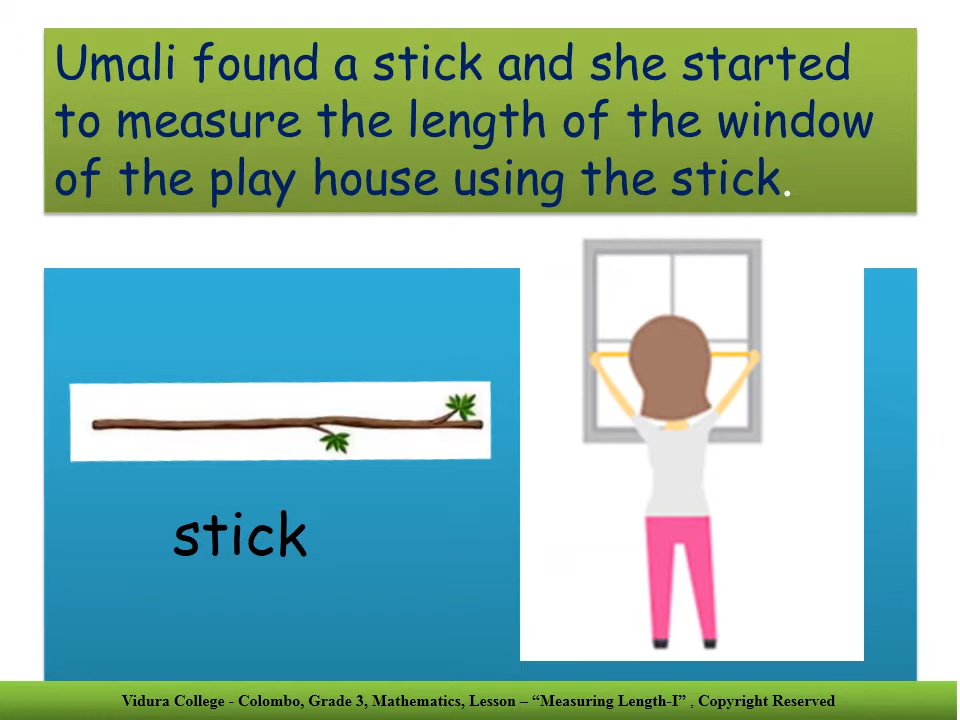 Umali found a stick and she started
to measure the length of the window
of the play house using the stick.
stick
Vidura College - Colombo, Grade 3, Mathematics, Lesson – “Measuring Length-I” , Copyright Reserved